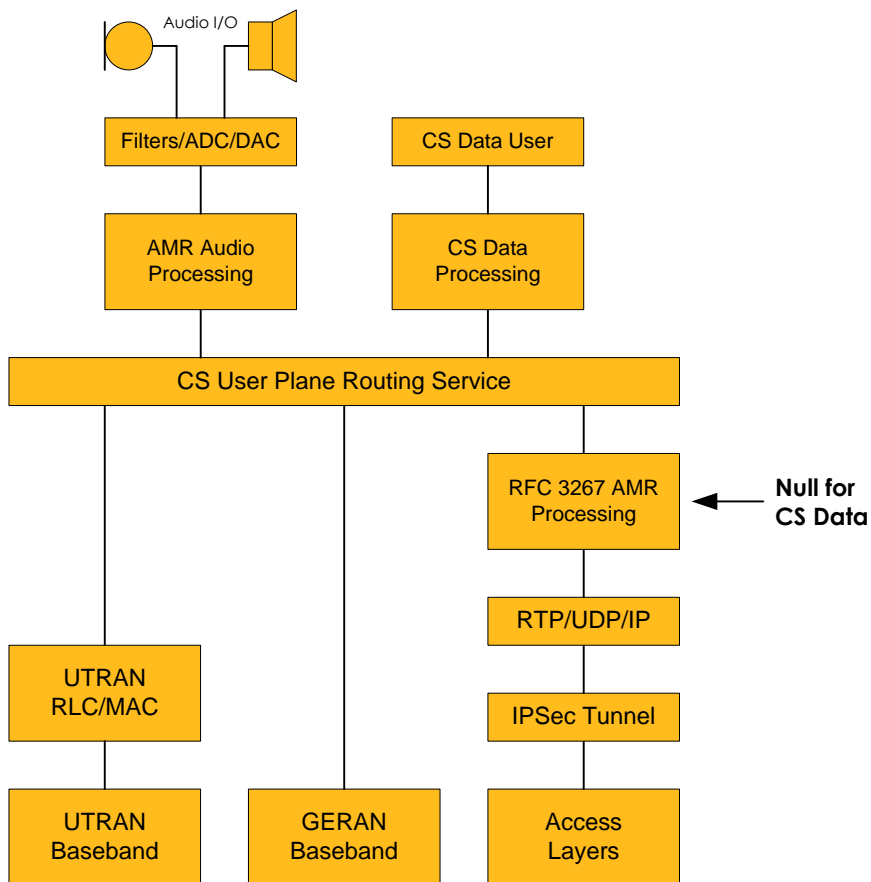 Audio I/O
Filters/ADC/DAC
CS Data User
AMR Audio
Processing
CS Data
Processing
CS User Plane Routing Service
RFC 3267 AMR
Processing
Null for
CS Data
RTP/UDP/IP
UTRAN
RLC/MAC
IPSec Tunnel
UTRAN
Baseband
GERAN
Baseband
Access
Layers